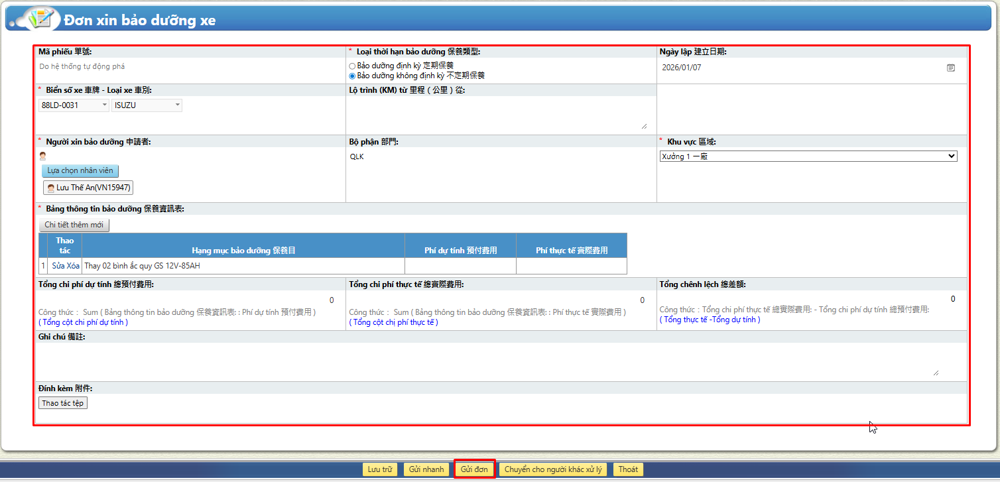 Đơn xin bảo dưỡng xe
Mã phiếu 單號:
* Loại thời hạn bảo dưỡng 保養類型:
Ngày lập 建立日期:
Do hệ thống tự động phá
Bảo dưỡng định kỳ 定期保養
Bảo dưỡng không định kỳ 不定期保養
2026/01/07
* Biển số xe 車牌 - Loại xe 車別:
Lộ trình (KM) từ 里程 ( 公里 ) 從:
88LD-0031 ISUZU
* Người xin bảo dưỡng 申請者:
Bộ phận 部門:
* Khu vực 區域:
QLK
Xưởng 1 一廠
Lựa chọn nhân viên
Lưu Thế An(VN15947)
* Bảng thông tin bảo dưỡng 保養資訊表:
Chi tiết thêm mới
Thao
tác
Hạng mục bảo dưỡng 保養目
Phí dự tính 預付費用
Phí thực tế 實際費用
1 Sửa Xóa Thay 02 bình ắc quy GS 12V-85AH
Tổng chi phí dự tính 總預付費用:
Tổng chi phí thực tế 總實際費用:
Tổng chênh lệch 總差額:
0
0
0
Công thức : Sum ( Bảng thông tin bảo dưỡng 保養資訊表: : Phí dự tính 預付費用 )
( Tổng cột chi phí dự tính )
Công thức : Sum ( Bảng thông tin bảo dưỡng 保養資訊表: : Phí thực tế 實際費用 )
( Tổng cột chị phí thực tế )
Công thức : Tổng chi phí thực tế 總實際費用: - Tổng chi phí dự tính 總預付費用:
( Tổng thực tế -Tổng dự tính )
Ghi chú 備註:
Đính kèm 附件:
Thao tác tệp
Lưu trữ Gửi nhanh Gửi đơn Chuyển cho người khác xử lý Thoát